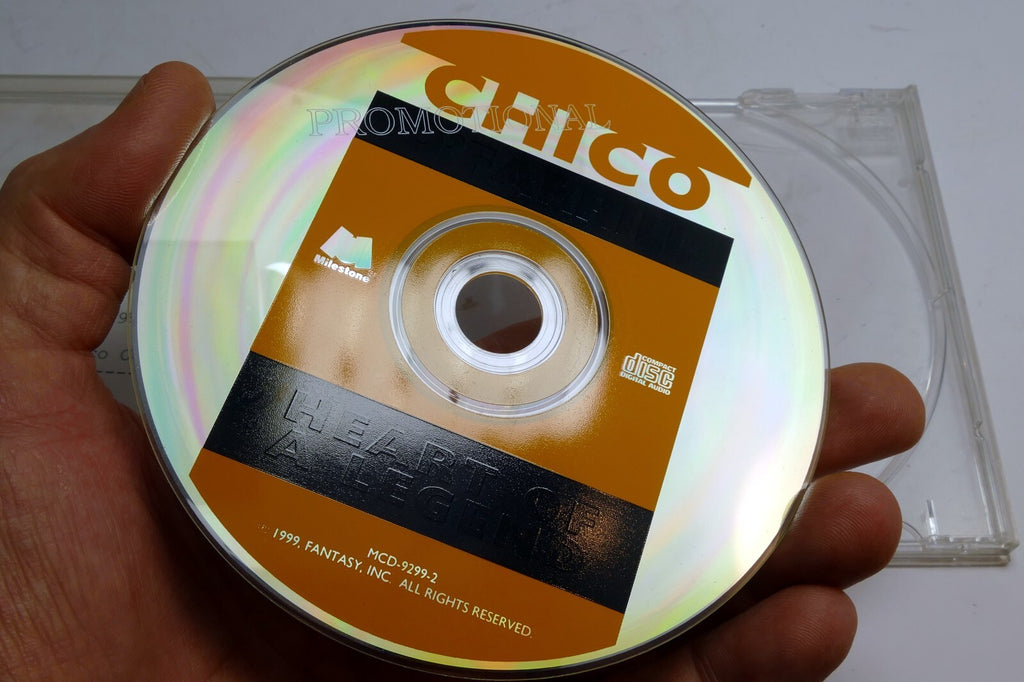 PROMOTIONAL
CHICO
FREEMAN
Milestone
COMPACT
disc
DIGITAL AUDIO
HEART OF
A LEGEND
MCD-9299-2
℗ 1999, FANTASY, INC ALL RIGHTS RESERVED.